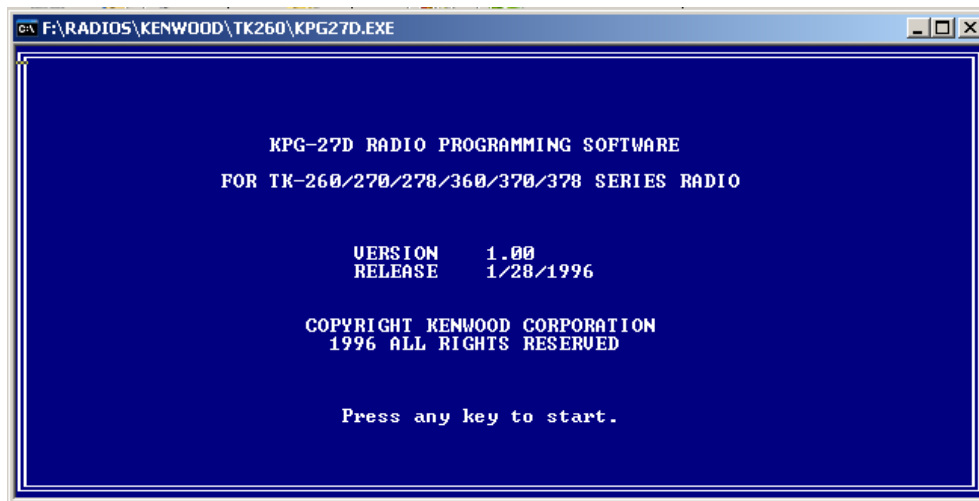 F:\RADIOS\KENWOOD\TK260\KPG27D.EXE
KPG-27D RADIO PROGRAMMING SOFTWARE
FOR TK-260/270/278/360/370/378 SERIES RADIO
VERSION 1.00
RELEASE 1/28/1996
COPYRIGHT KENWOOD CORPORATION
1996 ALL RIGHTS RESERVED
Press any key to start.